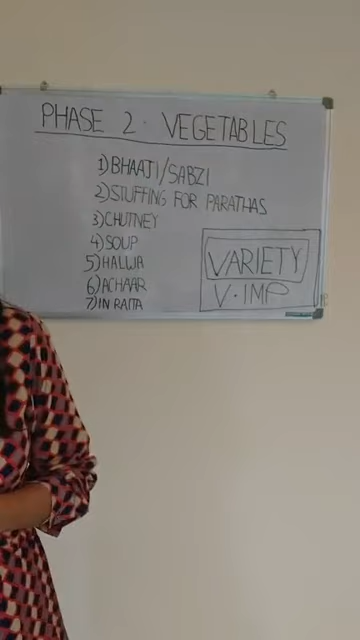 PHASE 2. VEGETABLES
1) BHAAJI/SABZI
2) STUFFING FOR PARATHAS
3) CHUTNEY
4) SOUP
5) HALWA
6) ACHAAR
7) IN RAITA
VARIETY
V. IMP